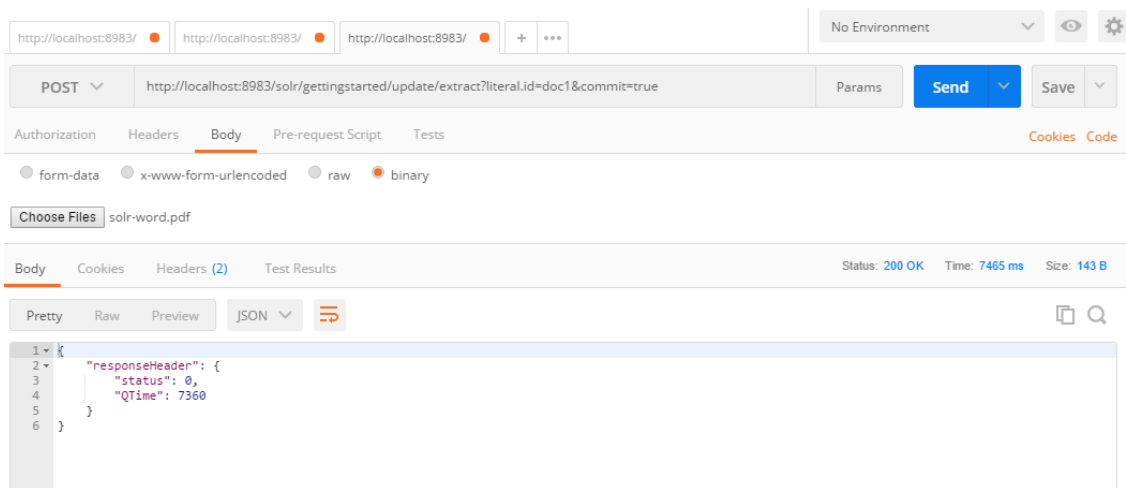 http://localhost:8983/ http://localhost:8983/ http://localhost:8983/ + ••• No Environment
POST http://localhost:8983/solr/gettingstarted/update/extract?literal.id=doc1&commit=true Params Send Save
Authorization Headers Body Pre-request Script Tests Cookies Code
form-data x-www-form-urlencoded raw binary
Choose Files solr-word.pdf
Body Cookies Headers (2) Test Results Status: 200 OK Time: 7465 ms Size: 143 B
Pretty Raw Preview JSON
1 {
2 "responseHeader": {
3 "status": 0,
4 "QTime": 7360
5 }
6 }